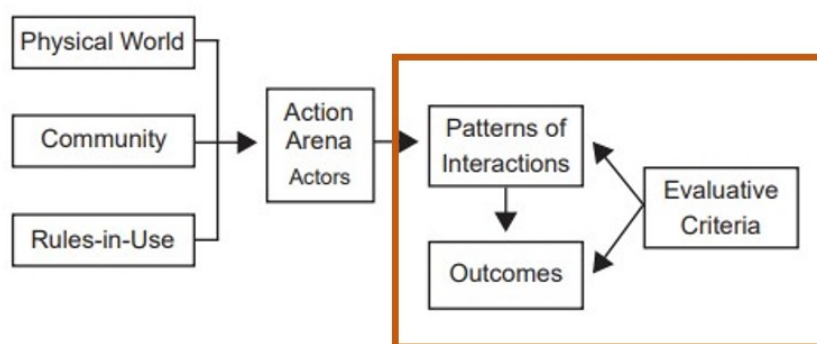 Physical World
Community
Rules-in-Use
Action
Arena
Actors
Patterns of
Interactions
Outcomes
Evaluative
Criteria